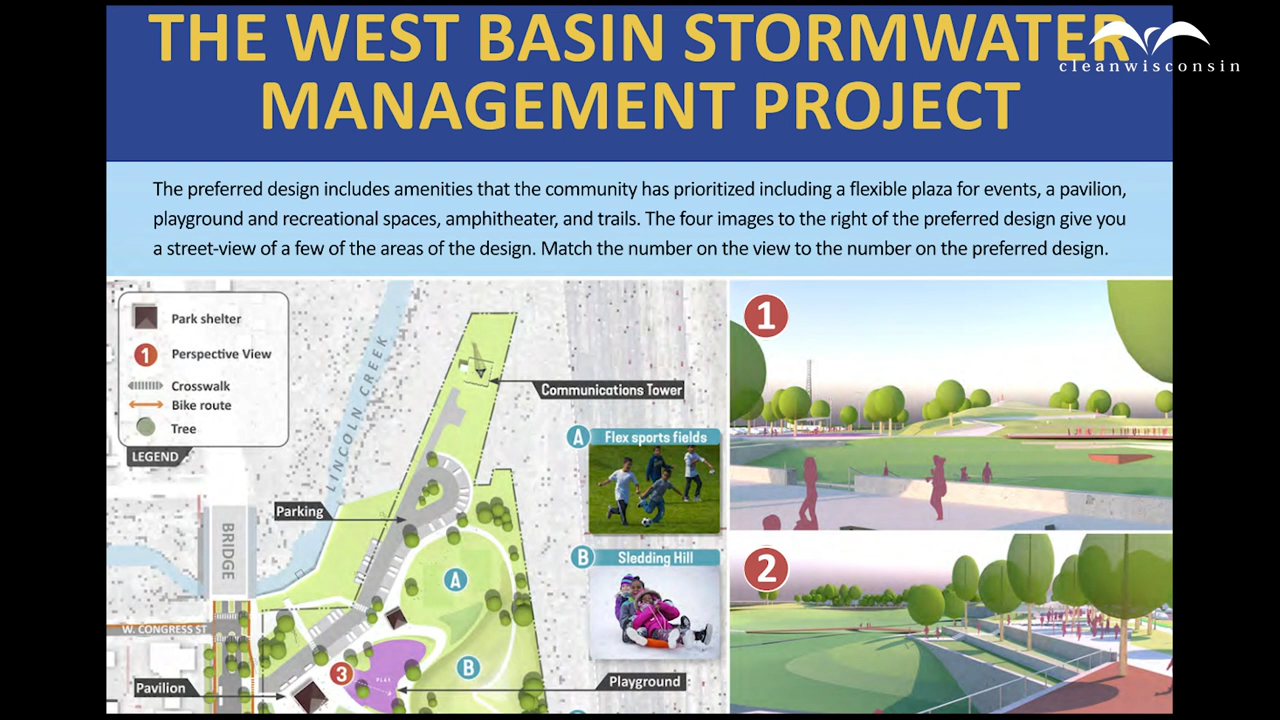 THE WEST BASIN STORMWATER
MANAGEMENT PROJECT
cleanwisconsin
The preferred design includes amenities that the community has prioritized including a flexible plaza for events, a pavilion,
playground and recreational spaces, amphitheater, and trails. The four images to the right of the preferred design give you
a street-view of a few of the areas of the design. Match the number on the view to the number on the preferred design.
Park shelter
1 Perspective View
Crosswalk
Bike route
Tree
LEGEND
LINCOLN CREEK
Communications Tower
A Flex sports fields
Parking
BRIDGE
B Sledding Hill
A
W. CONGRESS ST
3
PLAY
B
Playground
Pavilion
1
2